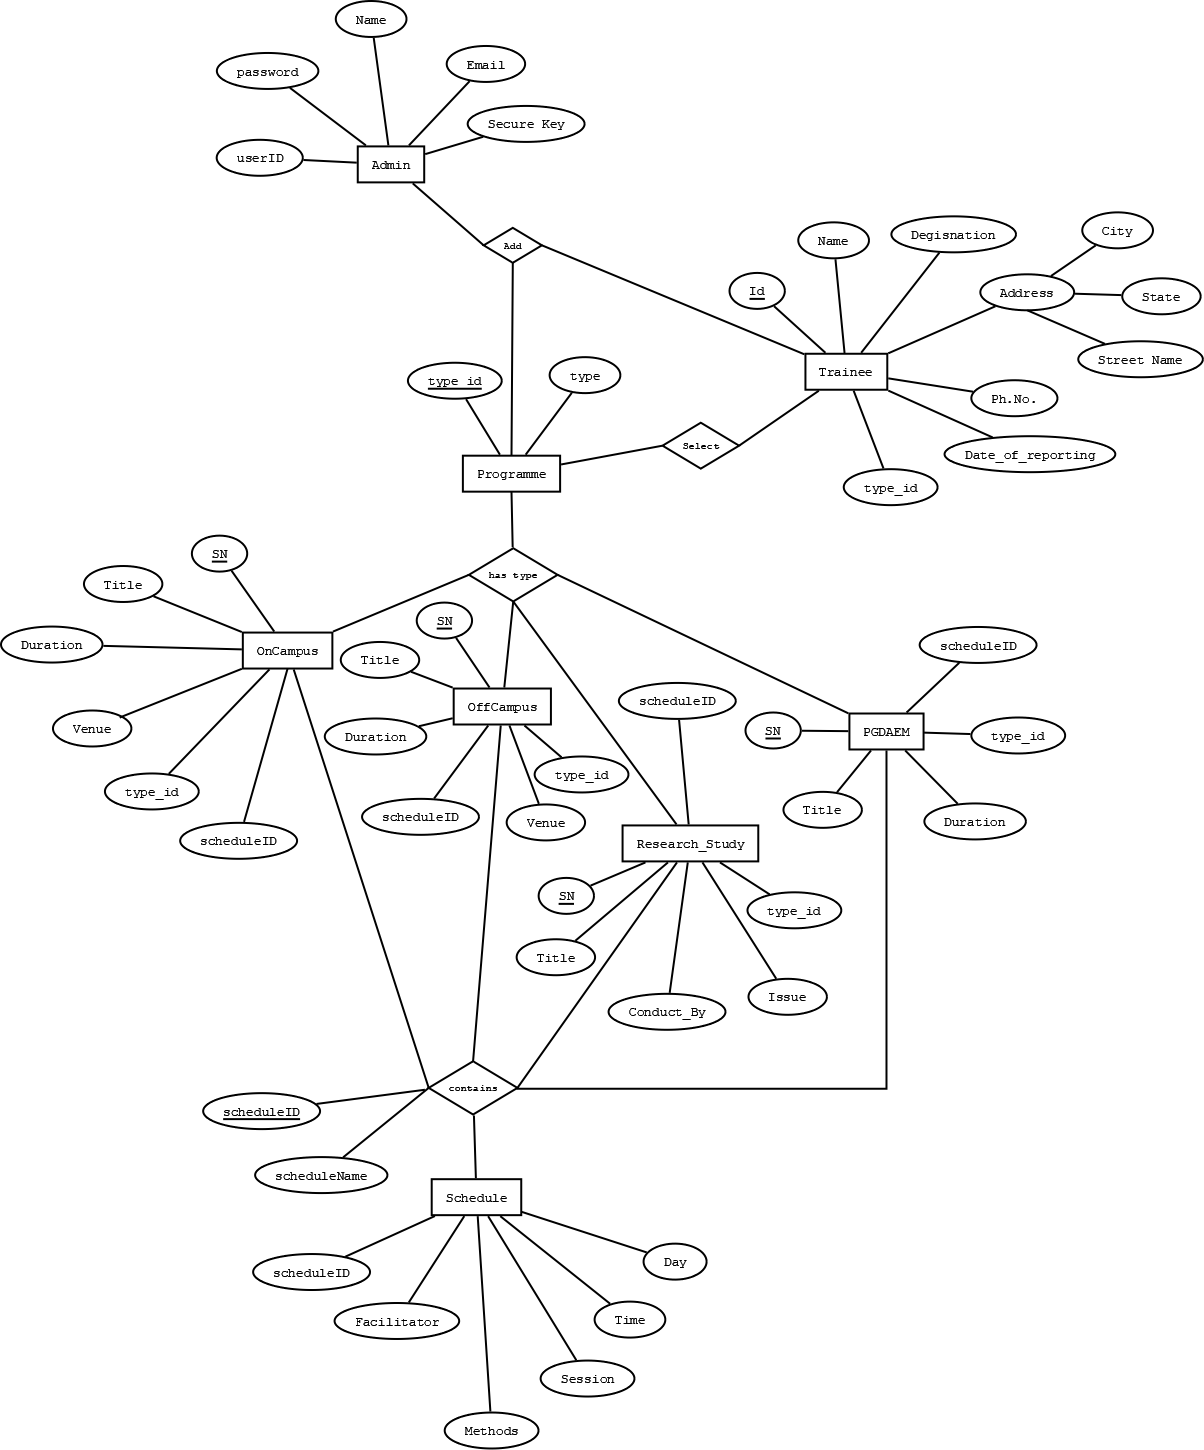 Name
Email
password
Secure Key
userID
Admin
Add
Name
Degisnation
City
Id
Address
State
Street Name
Trainee
Ph.No.
Date_of_reporting
type_id
type id
type
Select
Programme
has type
SN
Title
Duration
OnCampus
Venue
type_id
scheduleID
SN
Title
OffCampus
Duration
type_id
scheduleID
Venue
scheduleID
SN
PGDAEM
type_id
Title
Duration
scheduleID
Research_Study
SN
type_id
Title
Issue
Conduct_By
contains
scheduleID
scheduleName
Schedule
scheduleID
Day
Facilitator
Time
Session
Methods